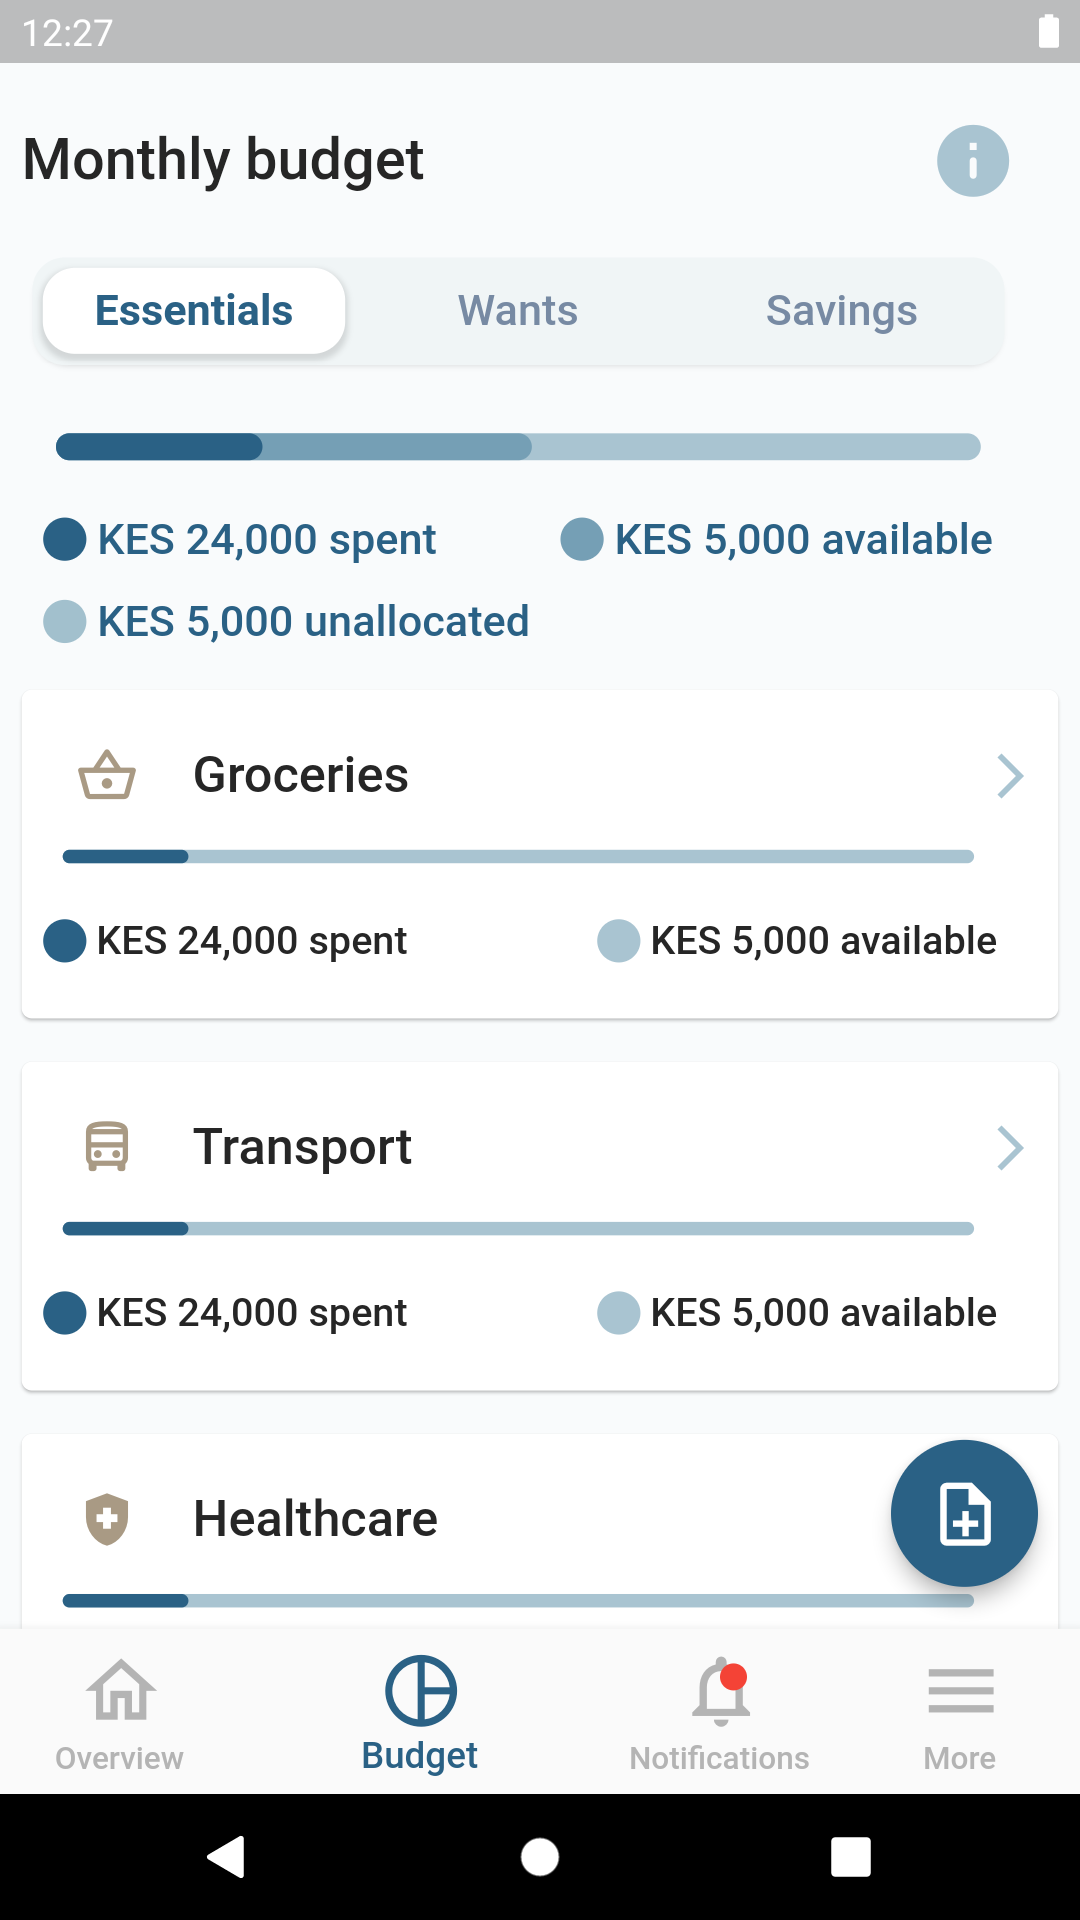 12:27
Monthly budget
Essentials Wants Savings
KES 24,000 spent KES 5,000 available
KES 5,000 unallocated
Groceries
KES 24,000 spent KES 5,000 available
Transport
KES 24,000 spent KES 5,000 available
Healthcare
Overview Budget Notifications More